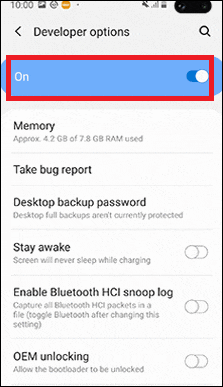 10:00
Developer options
On
Memory
Approx. 4.2 GB of 7.8 GB RAM used
Take bug report
Desktop backup password
Desktop full backups aren't currently protected
Stay awake
Screen will never sleep while charging
Enable Bluetooth HCI snoop log
Capture all Bluetooth HCI packets in a
file (toggle Bluetooth after changing this
setting)
OEM unlocking
Allow the bootloader to be unlocked